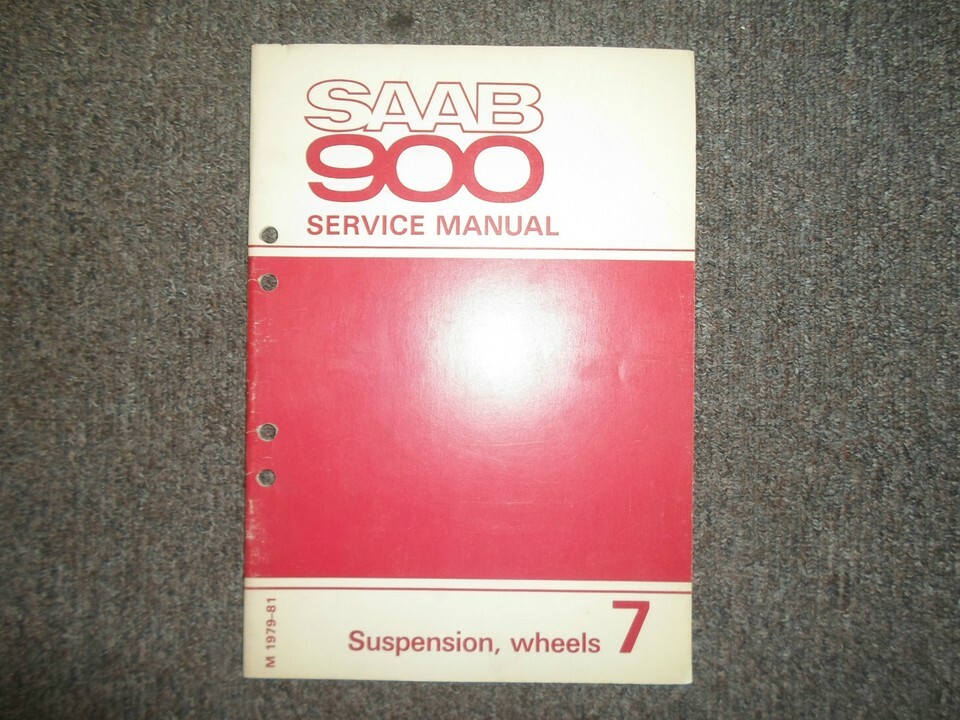 SAAB
900
SERVICE MANUAL
Suspension, wheels 7
M 1979-81